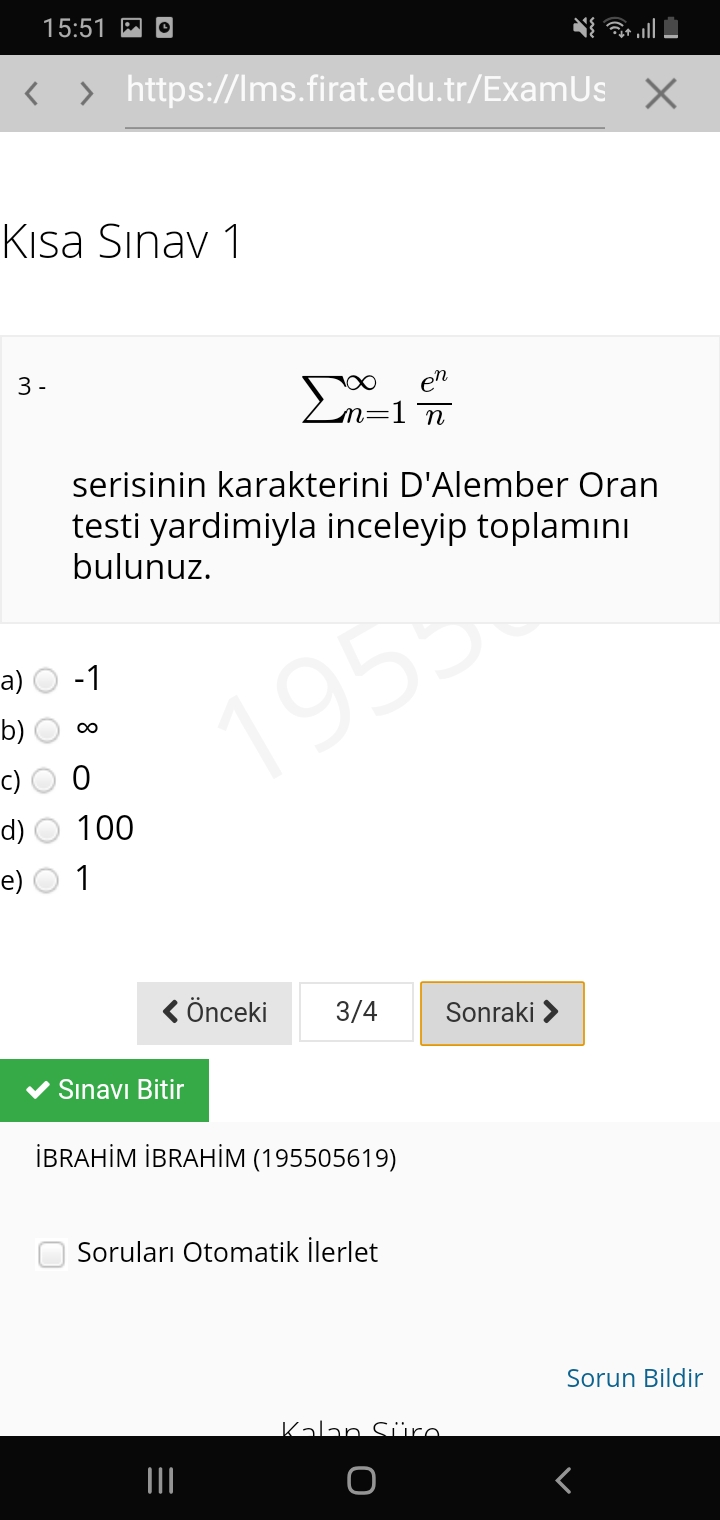 15:51
https://lms.firat.edu.tr/ExamUs
Kısa Sınav 1
3 -
∑n=1∞ eⁿ/n
serisinin karakterini D'Alember Oran
testi yardimiyla inceleyip toplamını
bulunuz.
a) -1
b) ∞
c) 0
d) 100
e) 1
Önceki 3/4 Sonraki
Sınavı Bitir
İBRAHİM İBRAHİM (195505619)
Soruları Otomatik İlerlet
Sorun Bildir
Kalan Süre